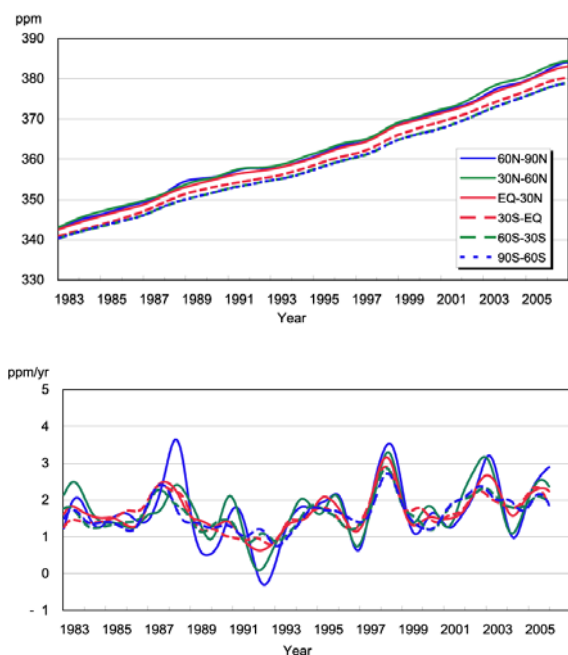 ppm
390
380
370
360
350
340
330
60N-90N
30N-60N
EQ-30N
30S-EQ
60S-30S
90S-60S
1983 1985 1987 1989 1991 1993 1995 1997 1999 2001 2003 2005
Year
ppm/yr
5
4
3
2
1
0
- 1
1983 1985 1987 1989 1991 1993 1995 1997 1999 2001 2003 2005
Year